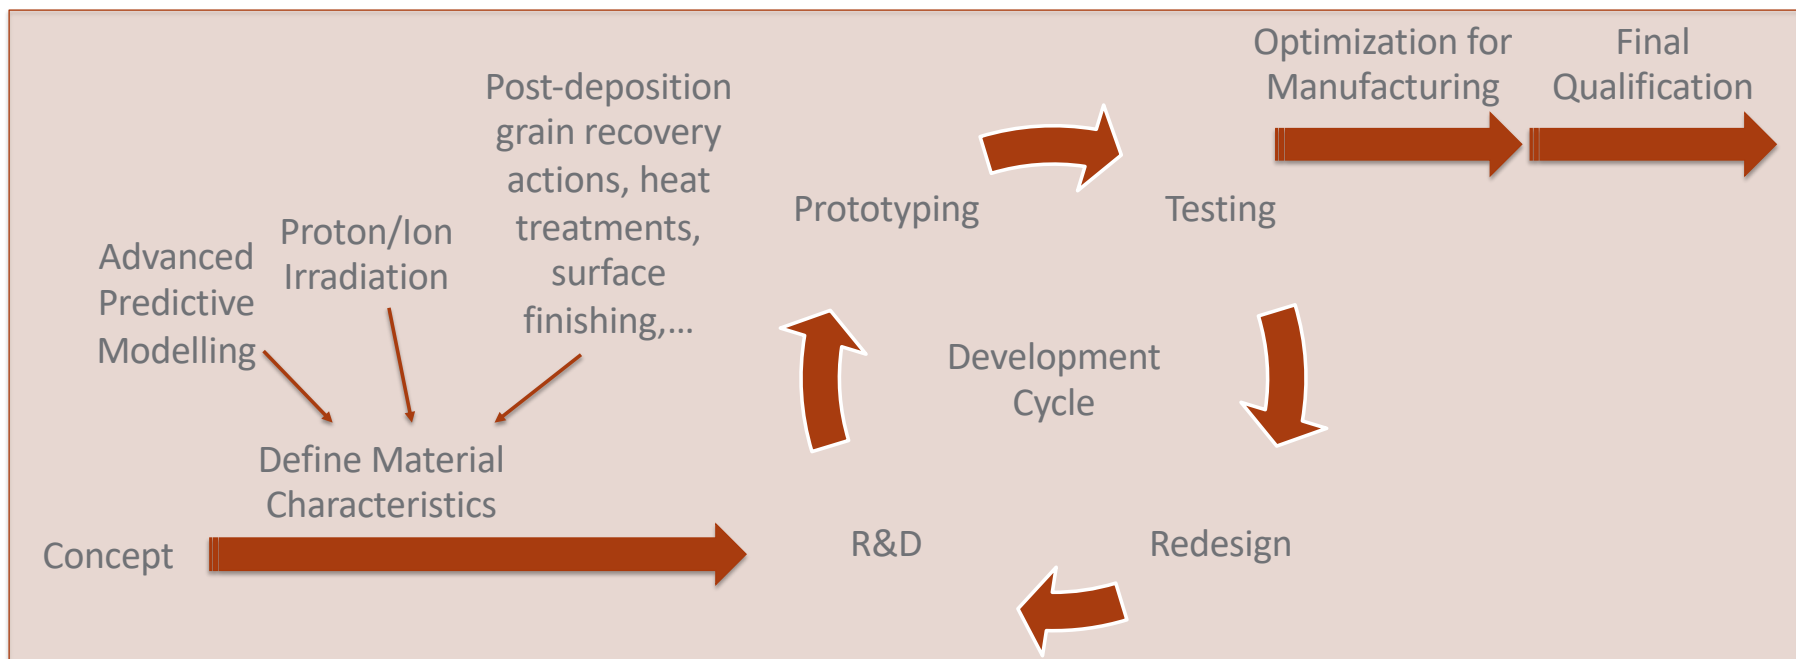 Advanced
Predictive
Modelling
Proton/Ion
Irradiation
Post-deposition
grain recovery
actions, heat
treatments,
surface
finishing,...
Define Material
Characteristics
Concept
R&D
Prototyping
Testing
Redesign
Development
Cycle
Optimization for
Manufacturing
Final
Qualification